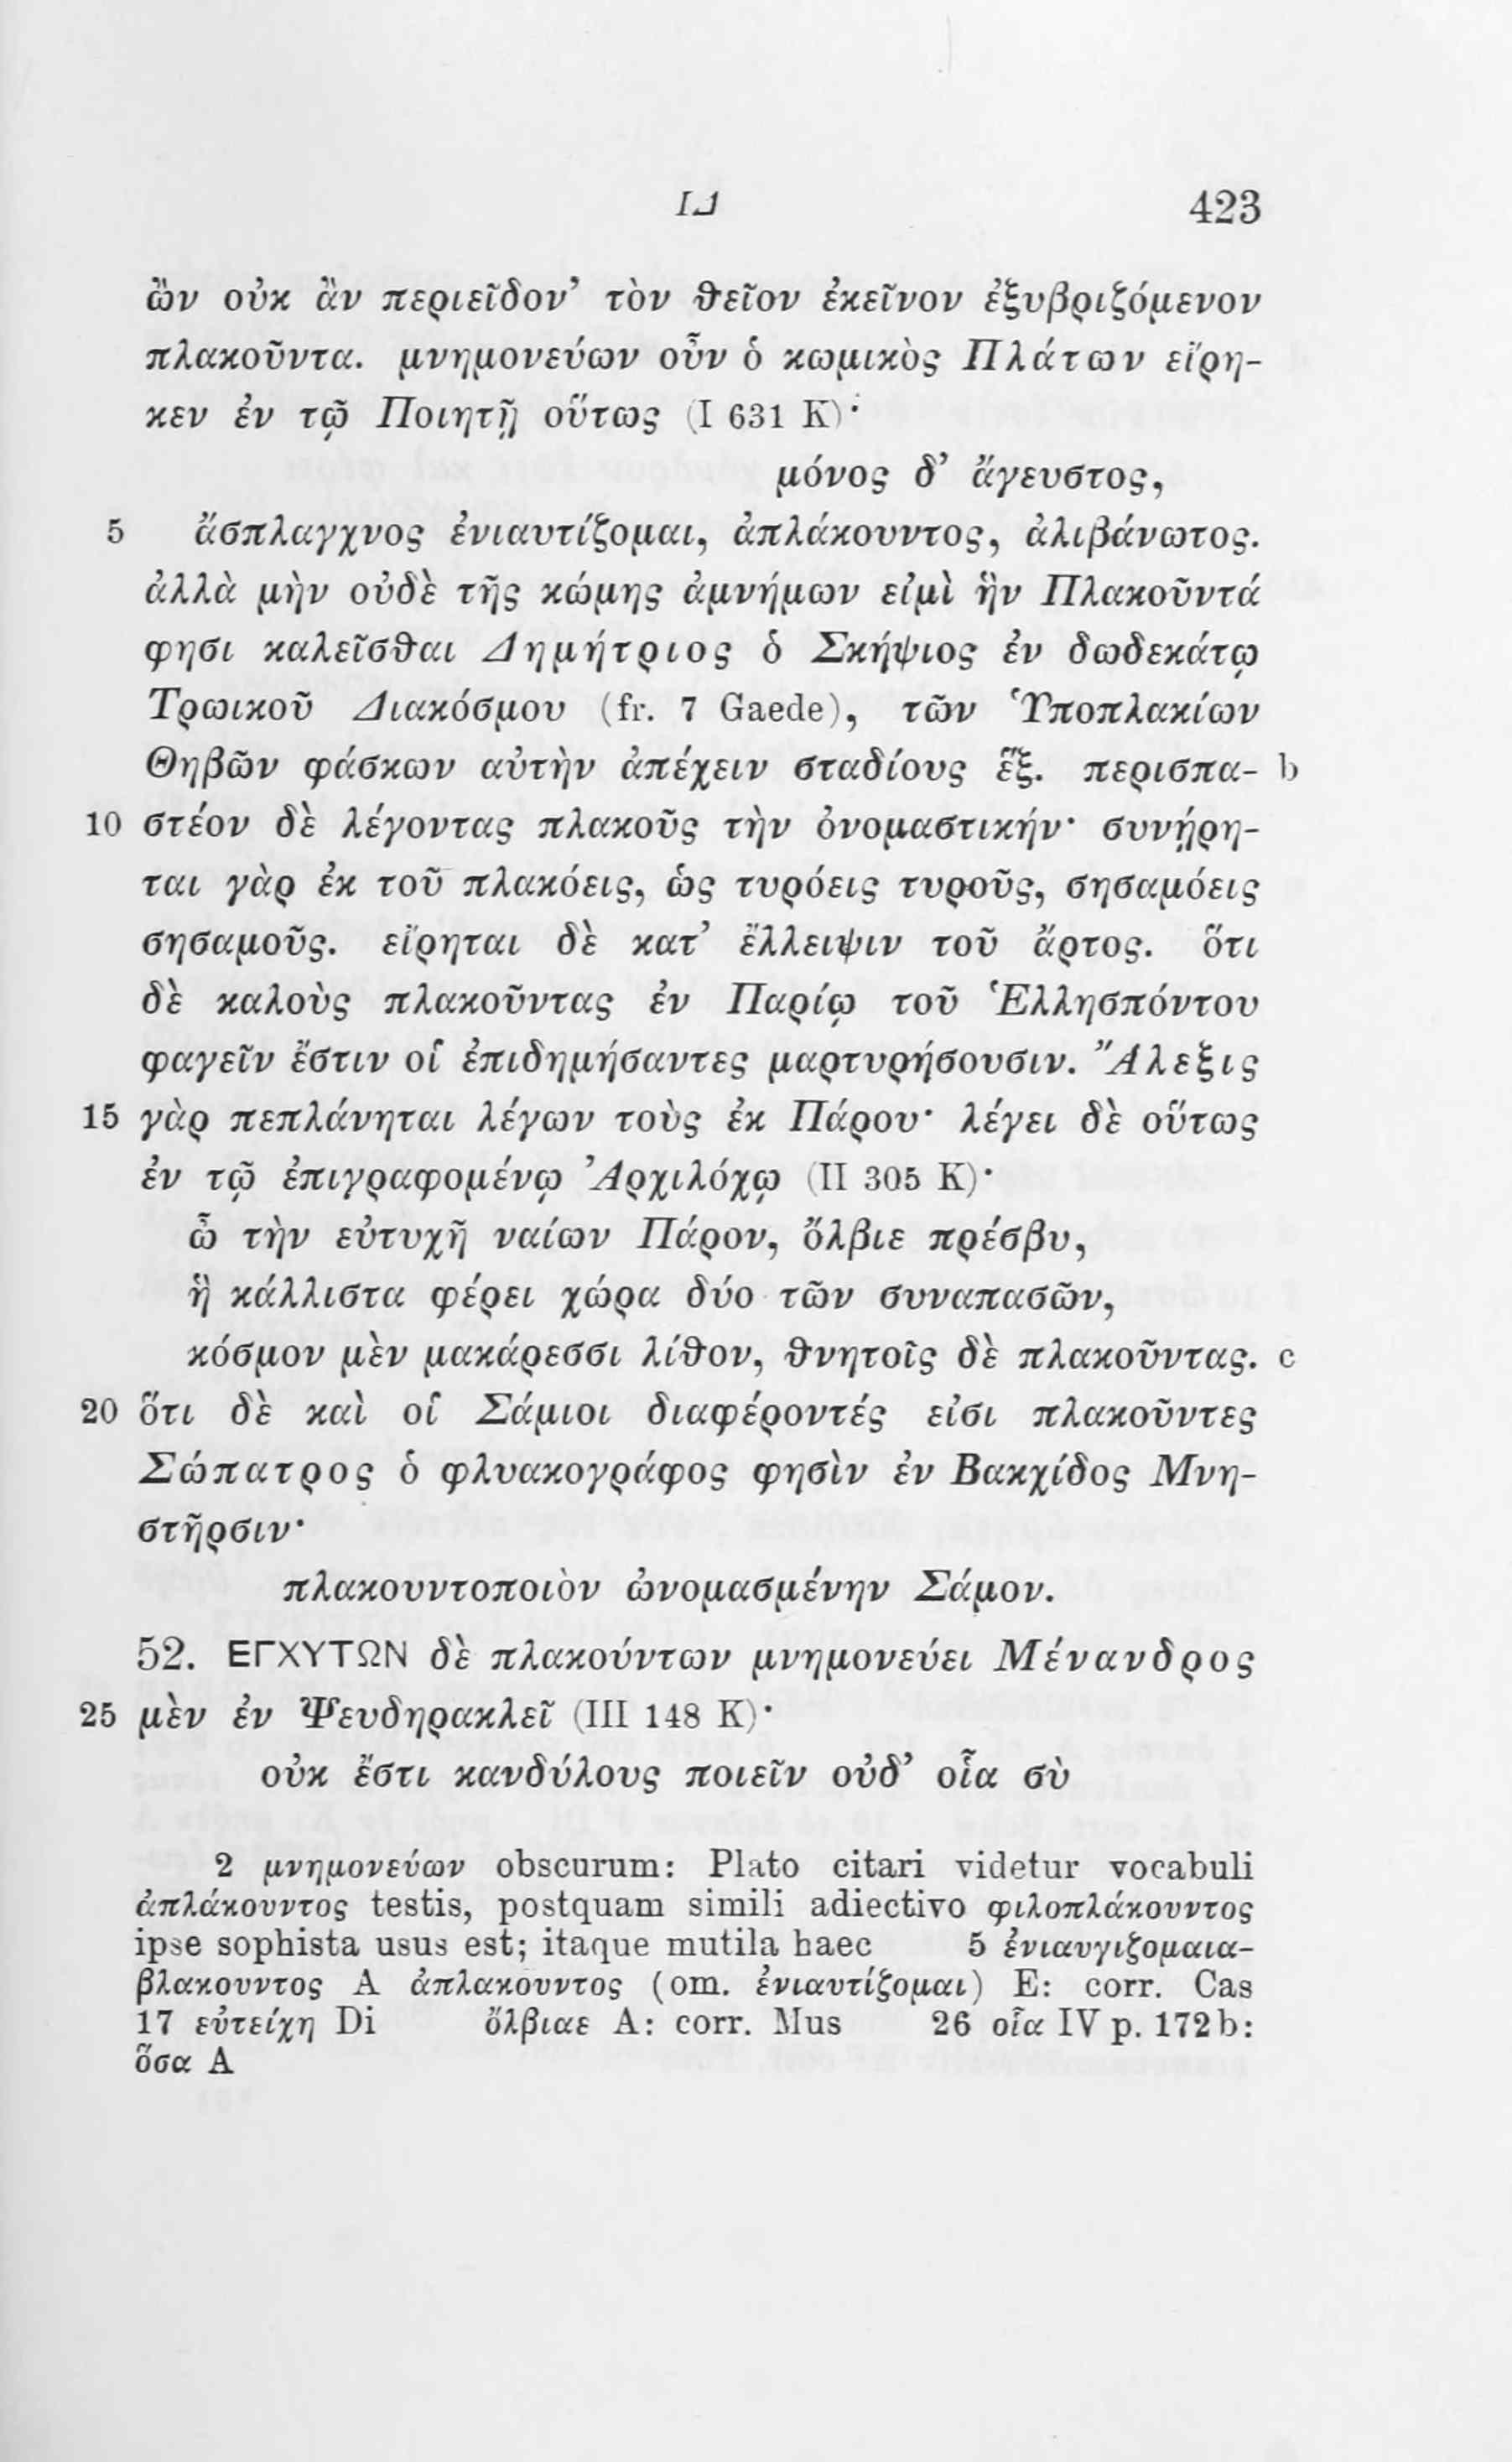 ΙΔ 423
ὢν οὐκ ἂν περιεῖδον’ τὸν θεῖον ἐκεῖνον ἐξυβριζόμενον
πλακοῦντα. μνημονεύων οὖν ὁ κωμικὸς Πλάτων εἴρη-
κεν ἐν τῷ Ποιητῇ οὕτως (I 631 K)·
μόνος δ’ ἄγευστος,
5 ἄσπλαγχνος ἐνιαυτίζομαι, ἀπλάκουντος, ἀλιβάνωτος.
ἀλλὰ μὴν οὐδὲ τῆς κώμης ἀμνήμων εἰμὶ ἣν Πλακοῦντά
φησι καλεῖσθαι Δημήτριος ὁ Σκήψιος ἐν δωδεκάτῳ
Τρωικοῦ Διακόσμου (fr. 7 Gaede), τῶν Ὑποπλακίων
Θηβῶν φάσκων αὐτὴν ἀπέχειν σταδίους ἕξ. περισπα- b
10 στέον δὲ λέγοντας πλακοῦς τὴν ὀνομαστικήν· συνῄρη-
ται γὰρ ἐκ τοῦ πλακόεις, ὡς τυρόεις τυροῦς, σησαμόεις
σησαμοῦς. εἴρηται δὲ κατ’ ἔλλειψιν τοῦ ἄρτος. ὅτι
δὲ καλοὺς πλακοῦντας ἐν Παρίῳ τοῦ Ἑλλησπόντου
φαγεῖν ἔστιν οἱ ἐπιδημήσαντες μαρτυρήσουσιν. Ἄλεξις
15 γὰρ πεπλάνηται λέγων τοὺς ἐκ Πάρου· λέγει δὲ οὕτως
ἐν τῷ ἐπιγραφομένῳ Ἀρχιλόχῳ (II 305 K)·
ὦ τὴν εὐτυχῆ ναίων Πάρον, ὄλβιε πρέσβυ,
ἣ κάλλιστα φέρει χώρα δύο τῶν συναπασῶν,
κόσμον μὲν μακάρεσσι λίθον, θνητοῖς δὲ πλακοῦντας. c
20 ὅτι δὲ καὶ οἱ Σάμιοι διαφέροντές εἰσι πλακοῦντες
Σώπατρος ὁ φλυακογράφος φησὶν ἐν Βακχίδος Μνη-
στῆρσιν·
πλακουντοποιὸν ὠνομασμένην Σάμον.
52. ΕΓΧΥΤΩΝ δὲ πλακούντων μνημονεύει Μένανδρος
25 μὲν ἐν Ψευδηρακλεῖ (III 148 K)·
οὐκ ἔστι κανδύλους ποιεῖν οὐδ’ οἷα σὺ
2 μνημονεύων obscurum: Plato citari videtur vocabuli
ἀπλάκουντος testis, postquam simili adiectivo φιλοπλάκουντος
ipse sophista usus est; itaque mutila haec 5 ἐνιαυγιζομαια-
βλακουντος A ἀπλακουντος (om. ἐνιαυτίζομαι) E: corr. Cas
17 εὐτείχη Di ὄλβιαε A: corr. Mus 26 οἷα IV p. 172b:
ὅσα A